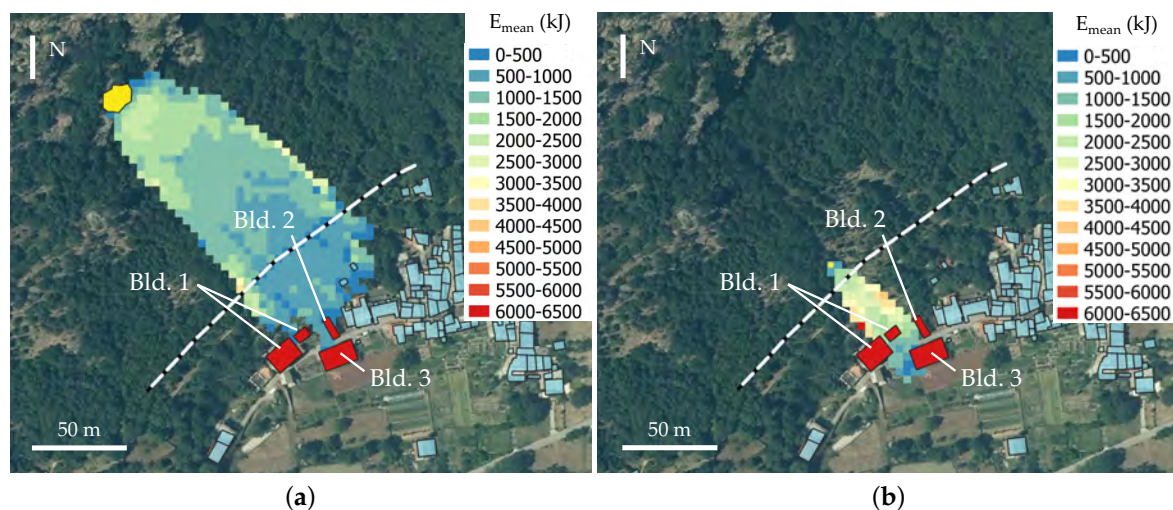 E_mean (kJ)
N
0-500
500-1000
1000-1500
1500-2000
2000-2500
2500-3000
3000-3500
3500-4000
4000-4500
4500-5000
5000-5500
5500-6000
6000-6500
Bld. 2
Bld. 1
Bld. 3
50 m
(a)
E_mean (kJ)
N
0-500
500-1000
1000-1500
1500-2000
2000-2500
2500-3000
3000-3500
3500-4000
4000-4500
4500-5000
5000-5500
5500-6000
6000-6500
Bld. 2
Bld. 1
Bld. 3
50 m
(b)